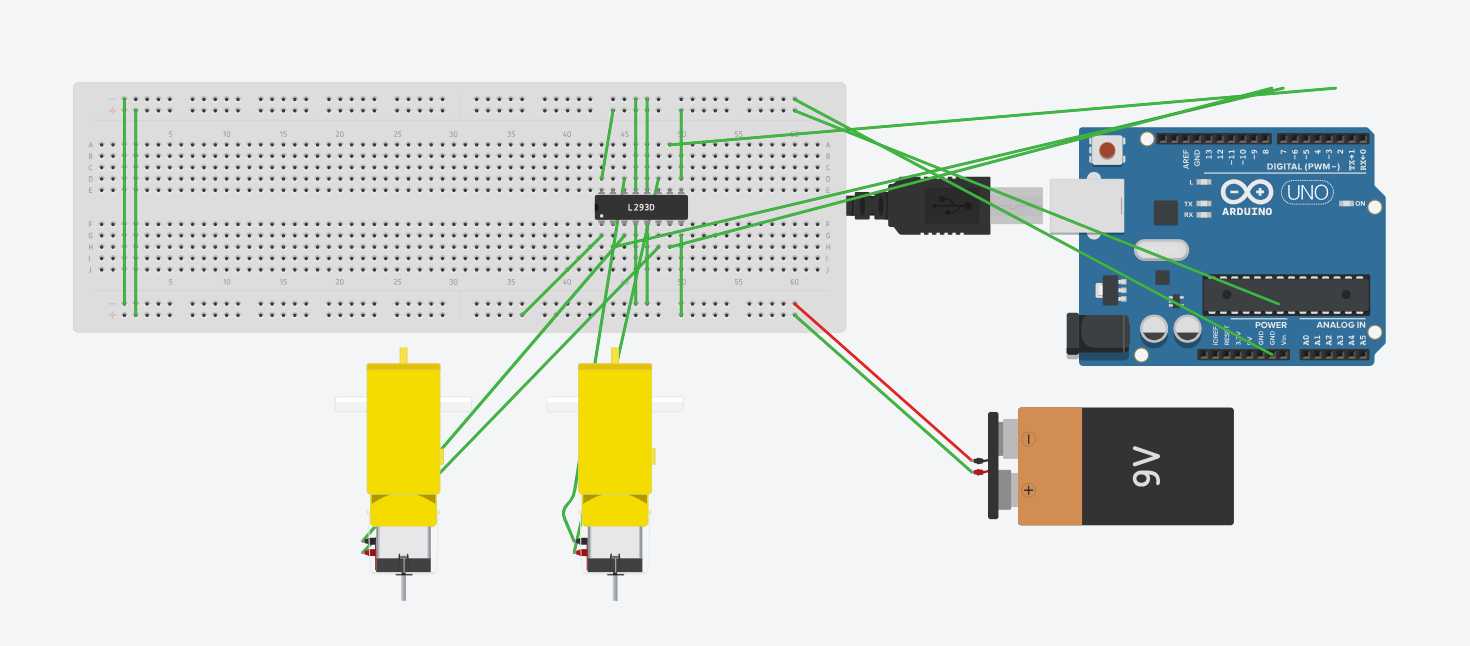 − −
+ +
5 10 15 20 25 30 35 40 45 50 55 60
A A
B B
C C
D D
E E
L293D
F F
G G
H H
I I
J J
5 10 15 20 25 30 35 40 45 50 55 60
− −
+ +
AREF
GND
13
12
~11
~10
~9
8
7
~6
~5
4
~3
2
TX→1
RX←0
DIGITAL (PWM~)
L
TX
RX
ARDUINO
UNO
ON
POWER
ANALOG IN
IOREF
RESET
3.3V
5V
GND
GND
Vin
A0
A1
A2
A3
A4
A5
−
+
9V